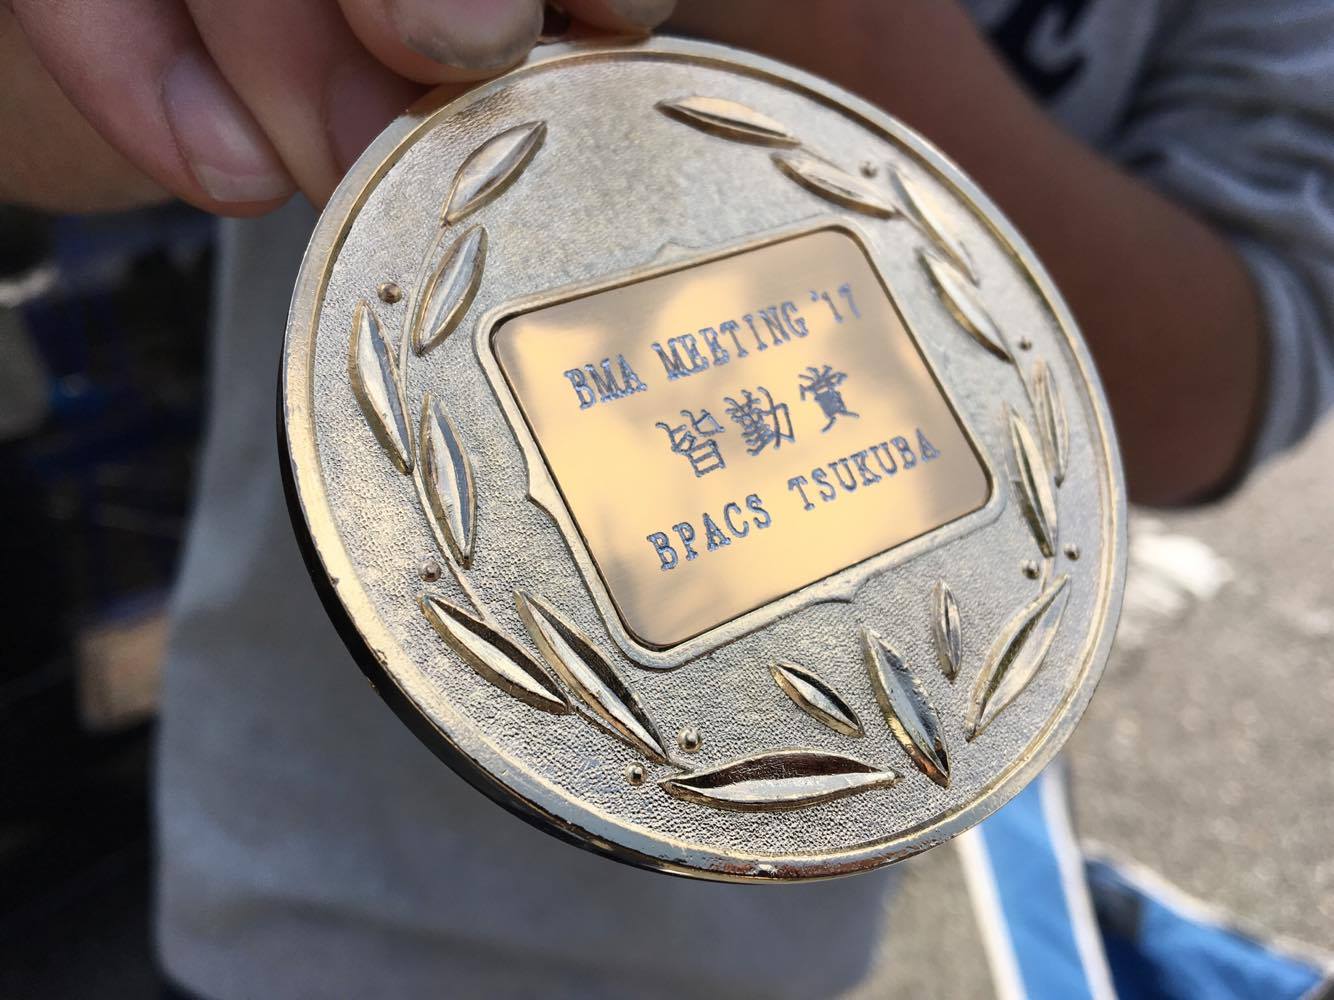 BMA MEETING '17
皆勤賞
BPACS TSUKUBA